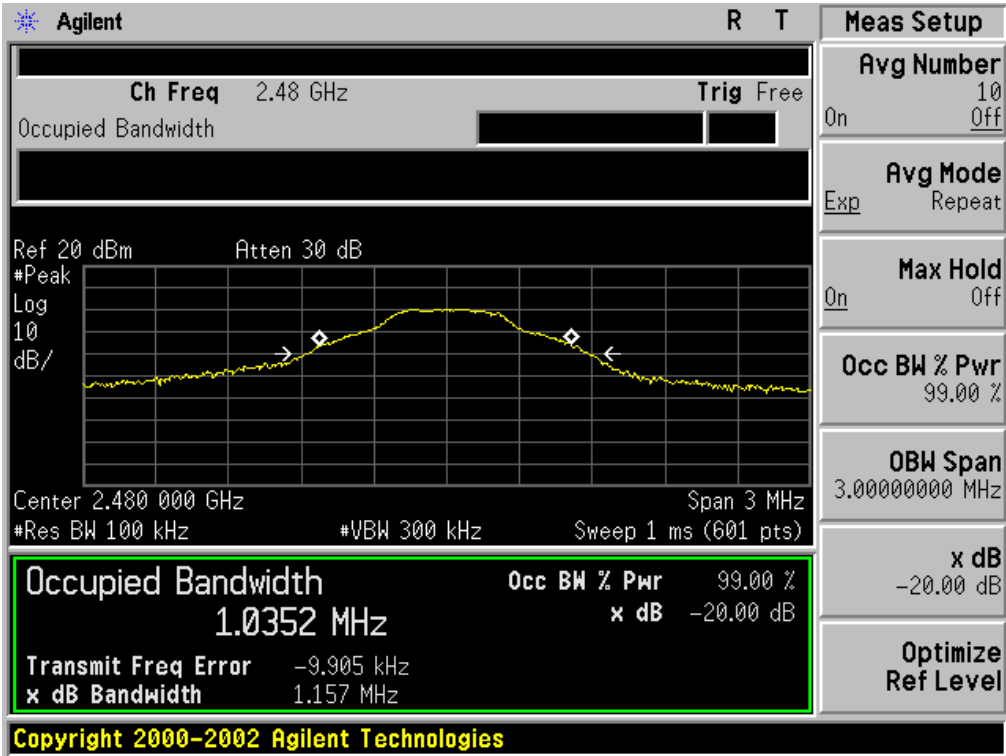 Agilent R T
Meas Setup
Ch Freq 2.48 GHz Trig Free
Occupied Bandwidth
Ref 20 dBm Atten 30 dB
#Peak
Log
10
dB/
Center 2.480 000 GHz Span 3 MHz
#Res BW 100 kHz #VBW 300 kHz Sweep 1 ms (601 pts)
Occupied Bandwidth
1.0352 MHz
Occ BW % Pwr 99.00 %
x dB -20.00 dB
Transmit Freq Error -9.905 kHz
x dB Bandwidth 1.157 MHz
Avg Number
10
On Off
Avg Mode
Exp Repeat
Max Hold
On Off
Occ BW % Pwr
99.00 %
OBW Span
3.00000000 MHz
x dB
-20.00 dB
Optimize
Ref Level
Copyright 2000-2002 Agilent Technologies